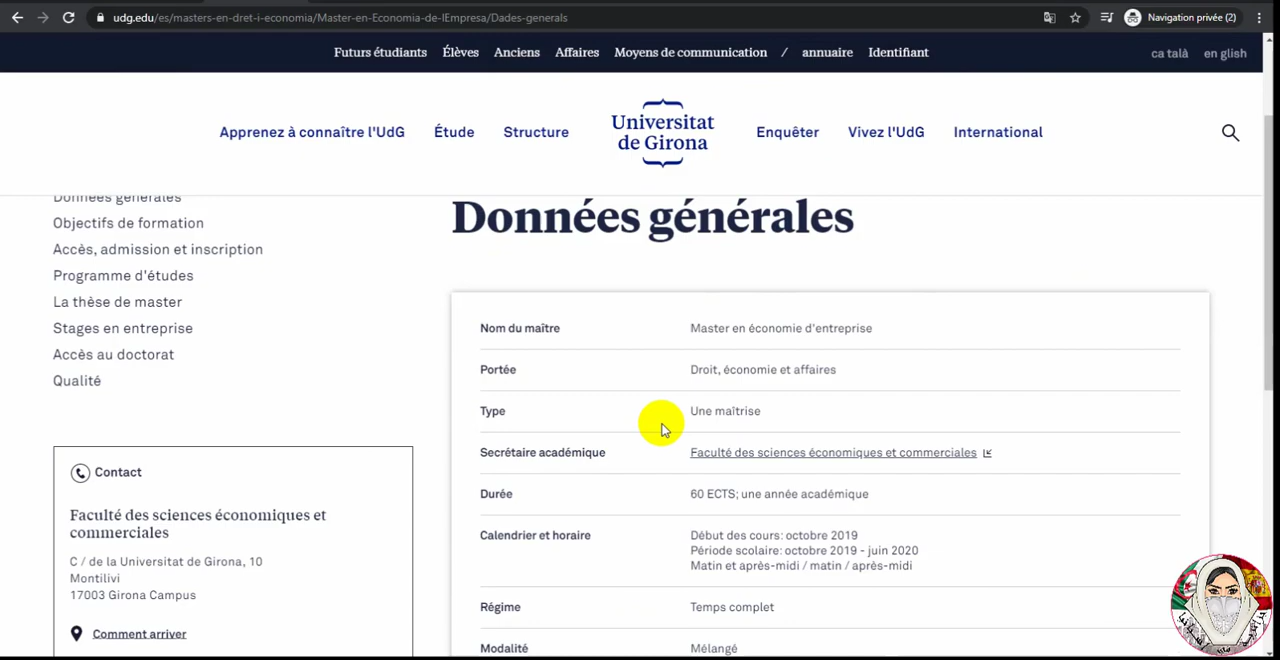 udg.edu/es/masters-en-dret-i-economia/Master-en-Economia-de-lEmpresa/Dades-generals
Navigation privée (2)
Futurs étudiants Élèves Anciens Affaires Moyens de communication / annuaire Identifiant
ca talà en glish
Apprenez à connaître l'UdG Étude Structure
Universitat
de Girona
Enquêter Vivez l'UdG International
Données générales
Objectifs de formation
Accès, admission et inscription
Programme d'études
La thèse de master
Stages en entreprise
Accès au doctorat
Qualité
Contact
Faculté des sciences économiques et
commerciales
C / de la Universitat de Girona, 10
Montilivi
17003 Girona Campus
Comment arriver
Données générales
Nom du maître Master en économie d'entreprise
Portée Droit, économie et affaires
Type Une maîtrise
Secrétaire académique Faculté des sciences économiques et commerciales
Durée 60 ECTS; une année académique
Calendrier et horaire Début des cours: octobre 2019
Période scolaire: octobre 2019 - juin 2020
Matin et après-midi / matin / après-midi
Régime Temps complet
Modalité Mélangé